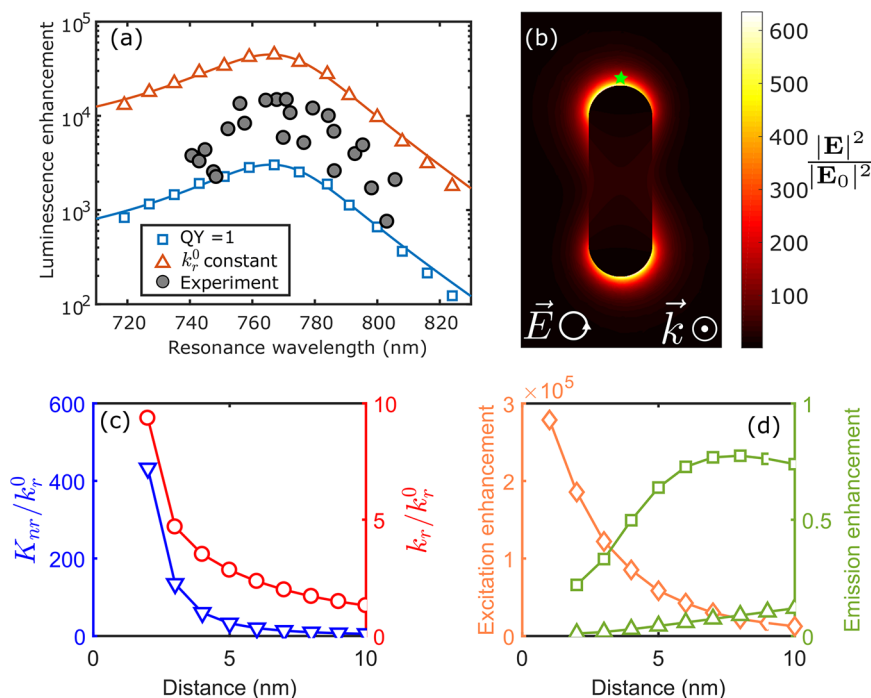 (a)
Luminescence enhancement
10^5
10^4
10^3
10^2
QY =1
k_r^0 constant
Experiment
720 740 760 780 800 820
Resonance wavelength (nm)
(b)
E
k
600
500
400
300
200
100
|E|^2
|E_0|^2
(c)
K_nr/k_r^0
600
400
200
0
10
5
0
k_r/k_r^0
0 5 10
Distance (nm)
(d)
×10^5
Excitation enhancement
3
2
1
0
1
0.5
0
Emission enhancement
0 5 10
Distance (nm)